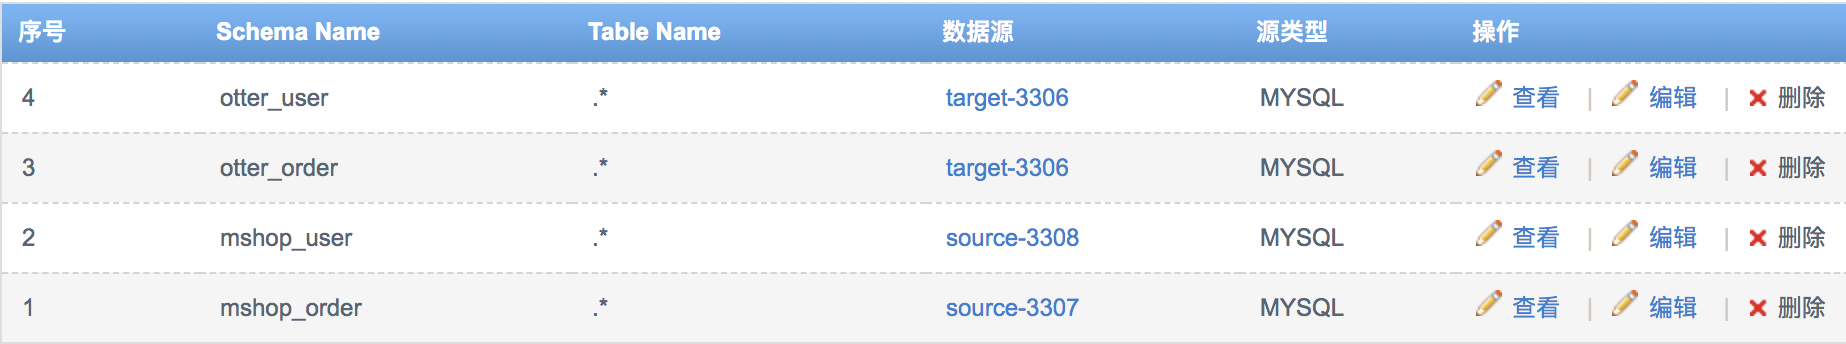 序号 Schema Name Table Name 数据源 源类型 操作
4 otter_user .* target-3306 MYSQL 查看 | 编辑 | 删除
3 otter_order .* target-3306 MYSQL 查看 | 编辑 | 删除
2 mshop_user .* source-3308 MYSQL 查看 | 编辑 | 删除
1 mshop_order .* source-3307 MYSQL 查看 | 编辑 | 删除